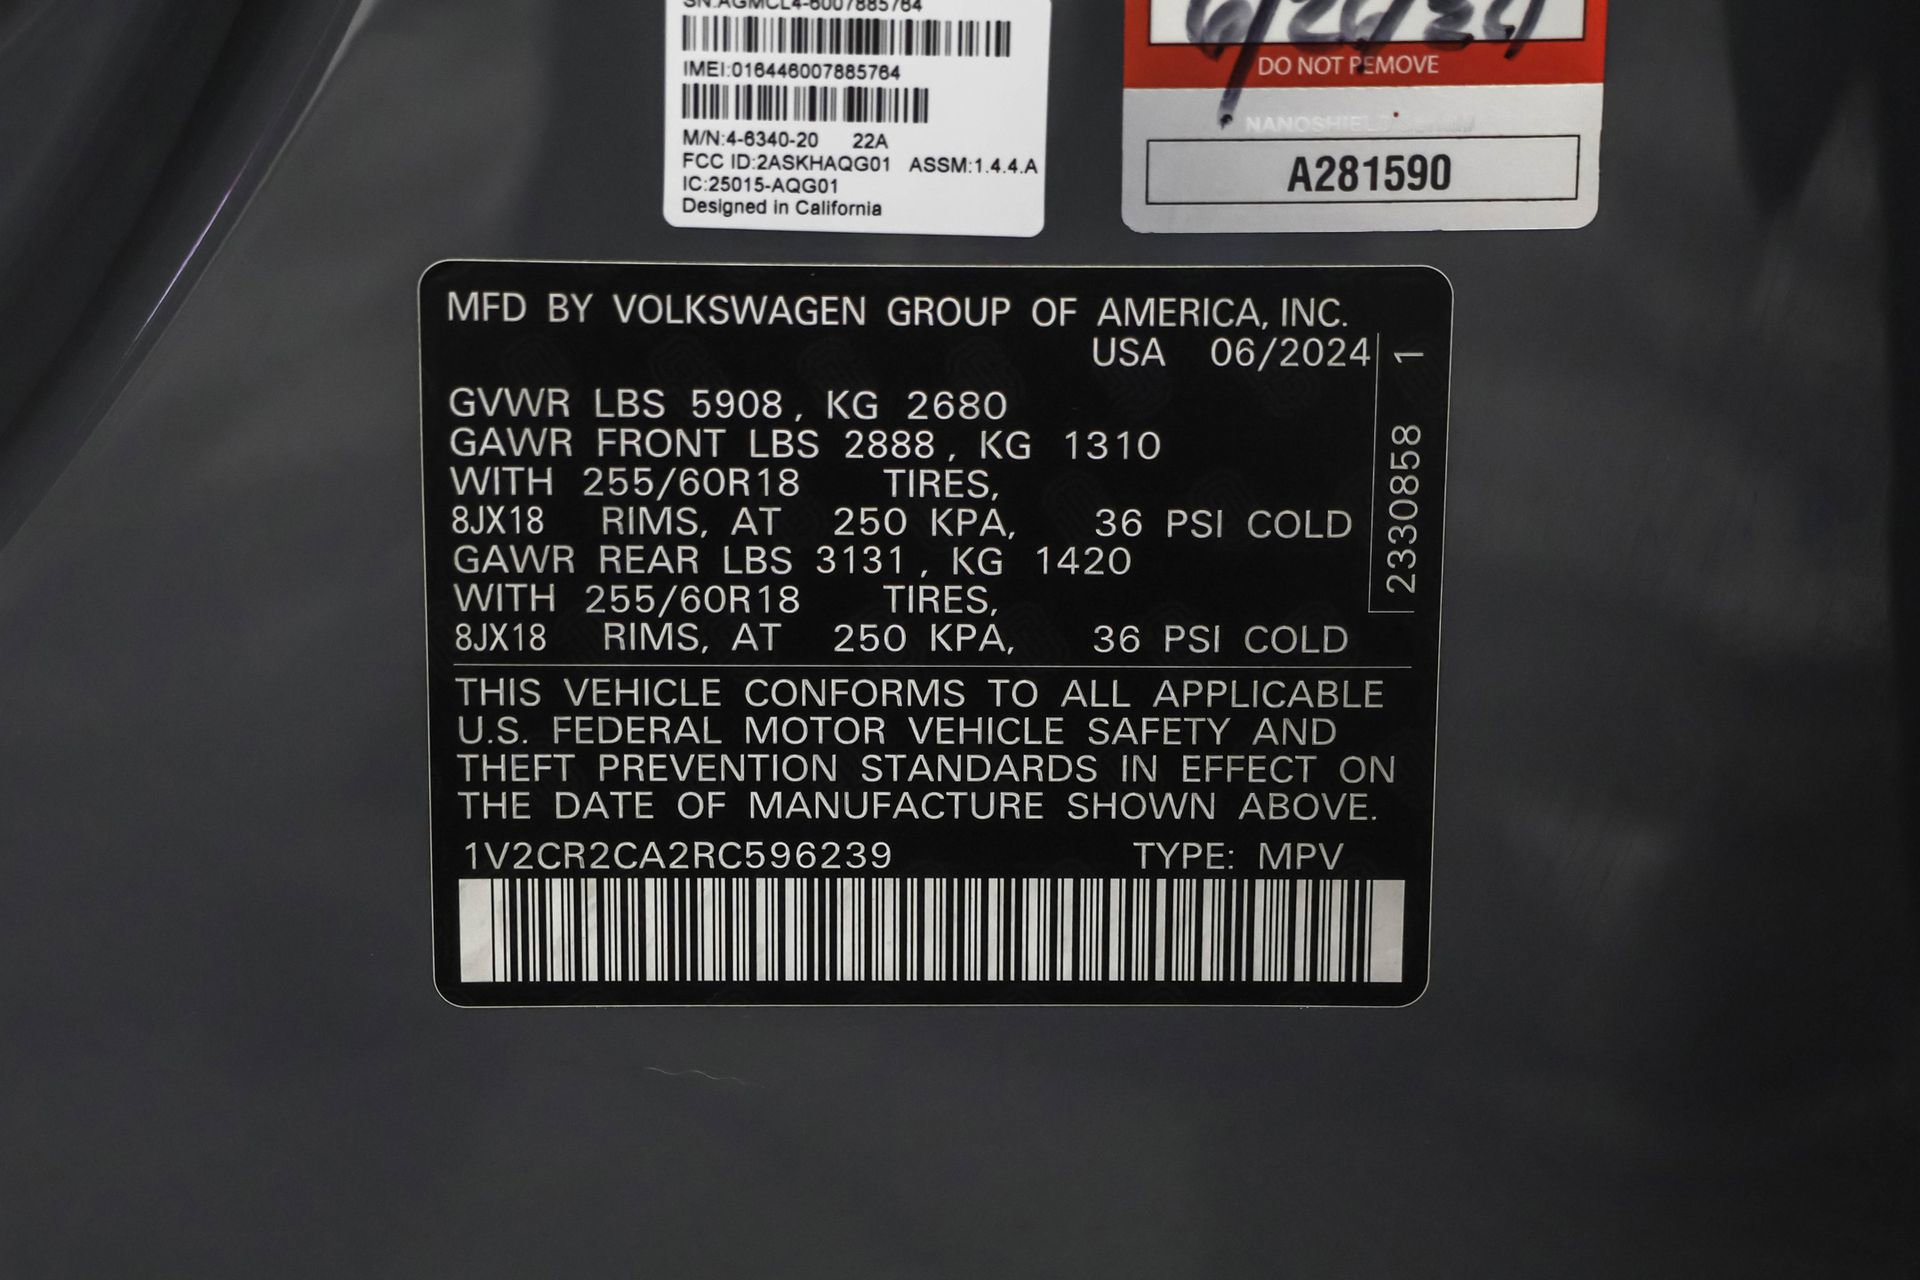 SN:AGMCL4-6007885764
IMEI:016446007885764
M/N:4-6340-20 22A
FCC ID:2ASKHAQG01 ASSM:1.4.4.A
IC:25015-AQG01
Designed in California
DO NOT REMOVE
NANOSHIELD
A281590
MFD BY VOLKSWAGEN GROUP OF AMERICA, INC.
USA 06/2024
GVWR LBS 5908, KG 2680
GAWR FRONT LBS 2888, KG 1310
WITH 255/60R18 TIRES,
8JX18 RIMS, AT 250 KPA, 36 PSI COLD
GAWR REAR LBS 3131, KG 1420
WITH 255/60R18 TIRES,
8JX18 RIMS, AT 250 KPA, 36 PSI COLD
23308858 1
THIS VEHICLE CONFORMS TO ALL APPLICABLE
U.S. FEDERAL MOTOR VEHICLE SAFETY AND
THEFT PREVENTION STANDARDS IN EFFECT ON
THE DATE OF MANUFACTURE SHOWN ABOVE.
1V2CR2CA2RC596239 TYPE: MPV